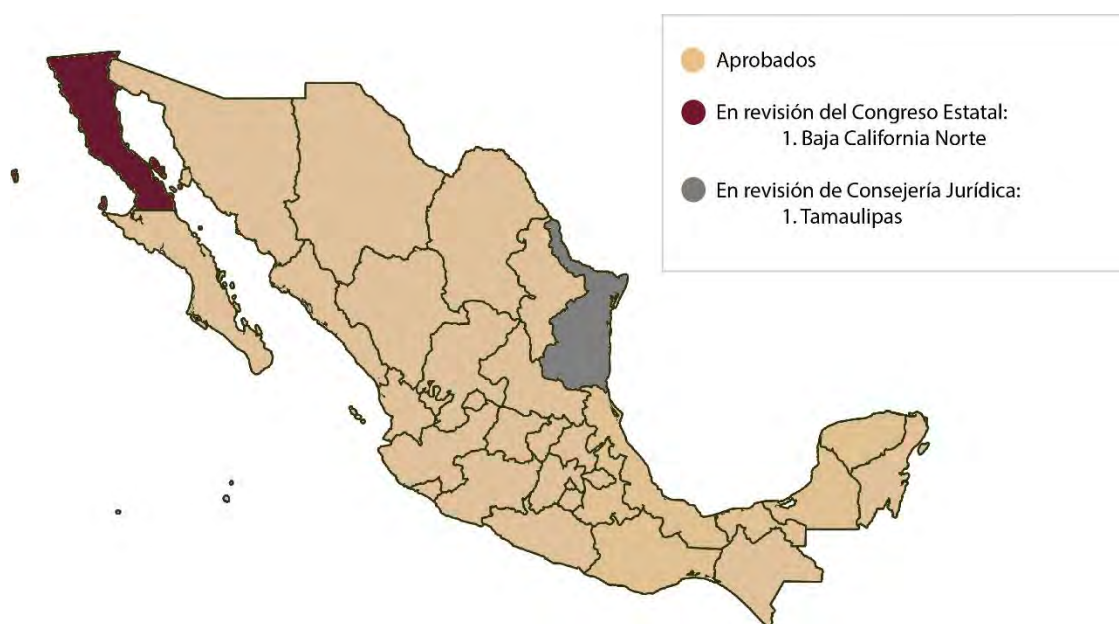 Aprobados
En revisión del Congreso Estatal:
1. Baja California Norte
En revisión de Consejería Jurídica:
1. Tamaulipas